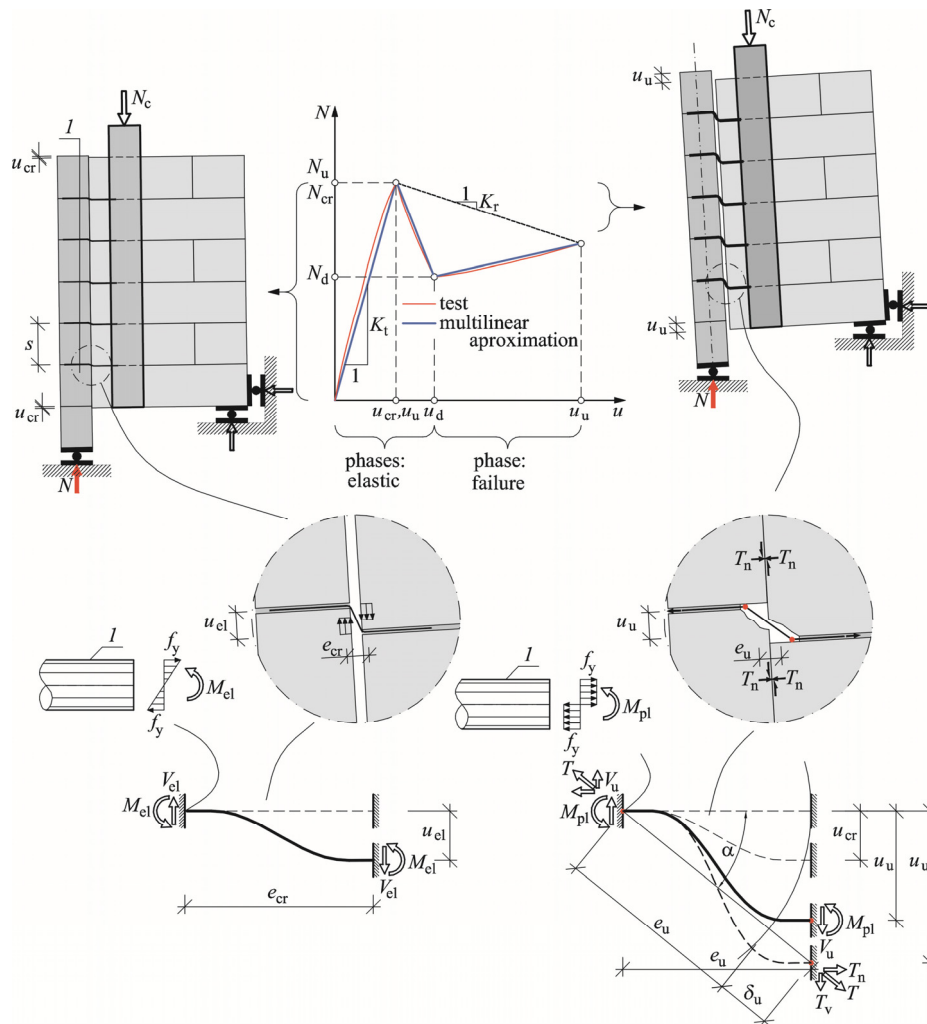 N_c
1
u_cr
s
u_cr
N
N
N_u
N_cr
N_d
K_r
1
K_t
1
test
multilinear
aproximation
u_cr, u_u u_d u_u u
phases:
elastic
phase:
failure
N_c
u_u
u_u
N
u_el
e_cr
1
f_y
M_el
f_y
T_n T_n
u_u
e_u
T_n T_n
1
f_y
M_pl
f_y
V_el
M_el
u_el
M_el
V_el
e_cr
T V_u
M_pl
α
u_cr
u_u
u_u
e_u
M_pl
V_u
e_u
T_n
δ_u
T_v T